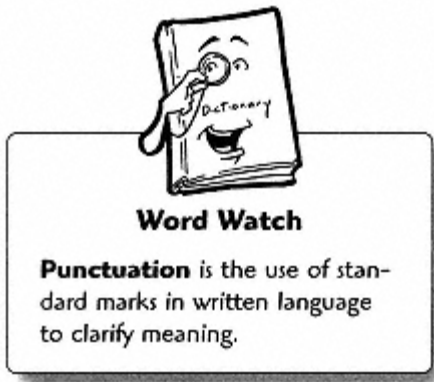 Dictionary
Word Watch
Punctuation is the use of stan-
dard marks in written language
to clarify meaning.